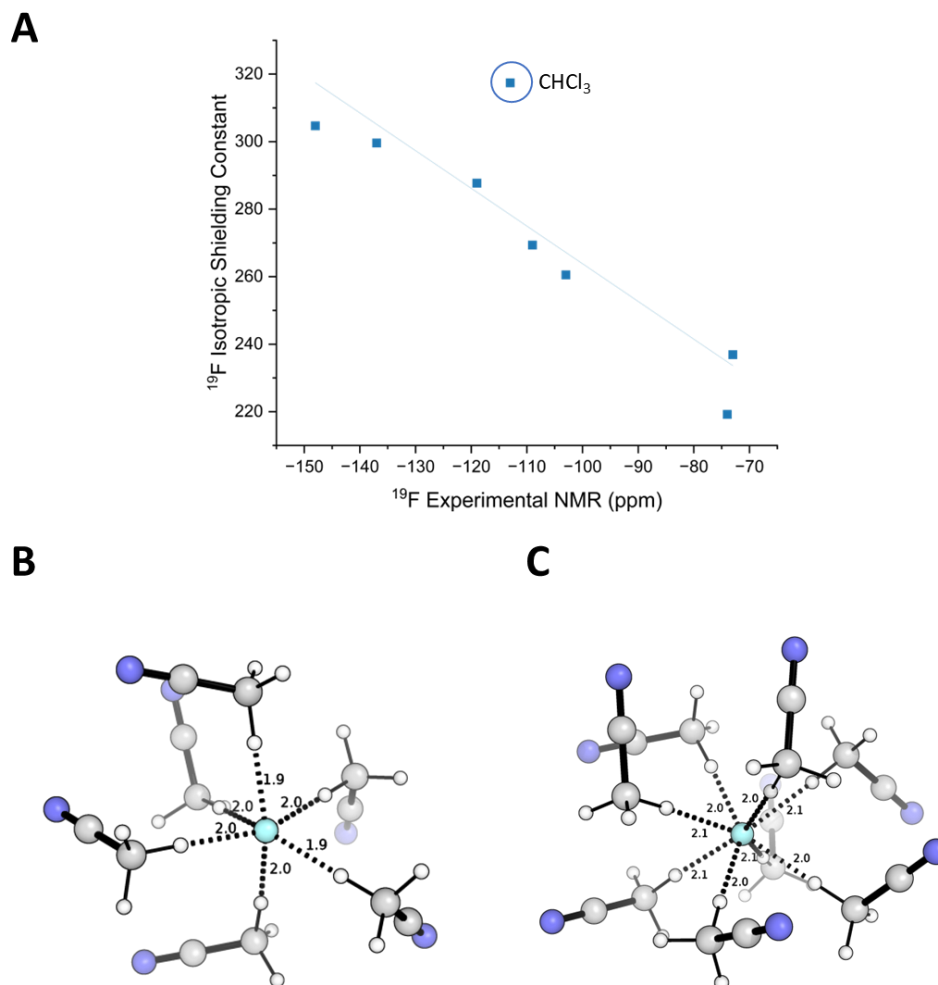 A
CHCl₃
320
300
280
260
240
220
¹⁹F Isotropic Shielding Constant
−150 −140 −130 −120 −110 −100 −90 −80 −70
¹⁹F Experimental NMR (ppm)
B C
1.9
2.0 2.0
2.0
1.9
2.0
2.0 2.0 2.1
2.1
2.1 2.0
2.1
2.0